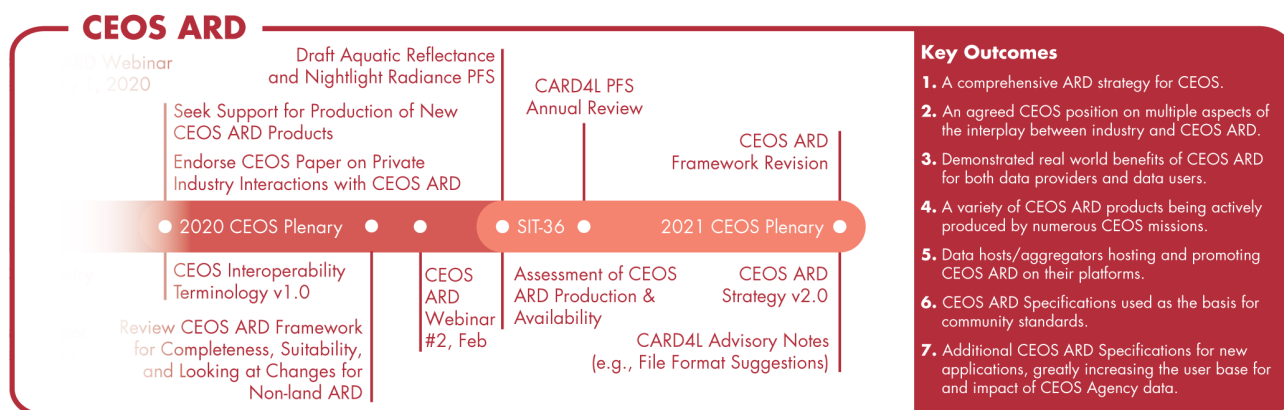 CEOS ARD
Webinar
2020
Seek Support for Production of New
CEOS ARD Products
Endorse CEOS Paper on Private
Industry Interactions with CEOS ARD
Draft Aquatic Reflectance
and Nightlight Radiance PFS
CARD4L PFS
Annual Review
CEOS ARD
Framework Revision
2020 CEOS Plenary
SIT-36
2021 CEOS Plenary
CEOS Interoperability
Terminology v1.0
Review CEOS ARD Framework
for Completeness, Suitability,
and Looking at Changes for
Non-land ARD
CEOS
ARD
Webinar
#2, Feb
Assessment of CEOS
ARD Production &
Availability
CEOS ARD
Strategy v2.0
CARD4L Advisory Notes
(e.g., File Format Suggestions)
Key Outcomes
1. A comprehensive ARD strategy for CEOS.
2. An agreed CEOS position on multiple aspects of
the interplay between industry and CEOS ARD.
3. Demonstrated real world benefits of CEOS ARD
for both data providers and data users.
4. A variety of CEOS ARD products being actively
produced by numerous CEOS missions.
5. Data hosts/aggregators hosting and promoting
CEOS ARD on their platforms.
6. CEOS ARD Specifications used as the basis for
community standards.
7. Additional CEOS ARD Specifications for new
applications, greatly increasing the user base for
and impact of CEOS Agency data.